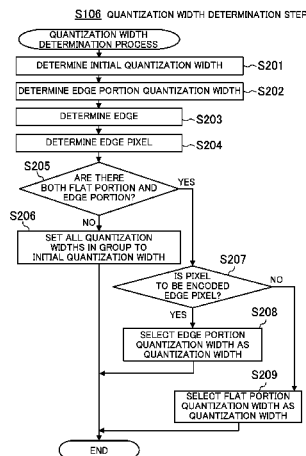 S106 QUANTIZATION WIDTH DETERMINATION STEP
QUANTIZATION WIDTH
DETERMINATION PROCESS
DETERMINE INITIAL QUANTIZATION WIDTH
S201
DETERMINE EDGE PORTION QUANTIZATION WIDTH
S202
DETERMINE EDGE
S203
DETERMINE EDGE PIXEL
S204
S205
ARE THERE
BOTH FLAT PORTION AND
EDGE PORTION?
YES
NO
S206
SET ALL QUANTIZATION
WIDTHS IN GROUP TO
INITIAL QUANTIZATION WIDTH
S207
IS PIXEL
TO BE ENCODED
EDGE PIXEL?
NO
YES
S208
SELECT EDGE PORTION
QUANTIZATION WIDTH AS
QUANTIZATION WIDTH
S209
SELECT FLAT PORTION
QUANTIZATION WIDTH AS
QUANTIZATION WIDTH
END